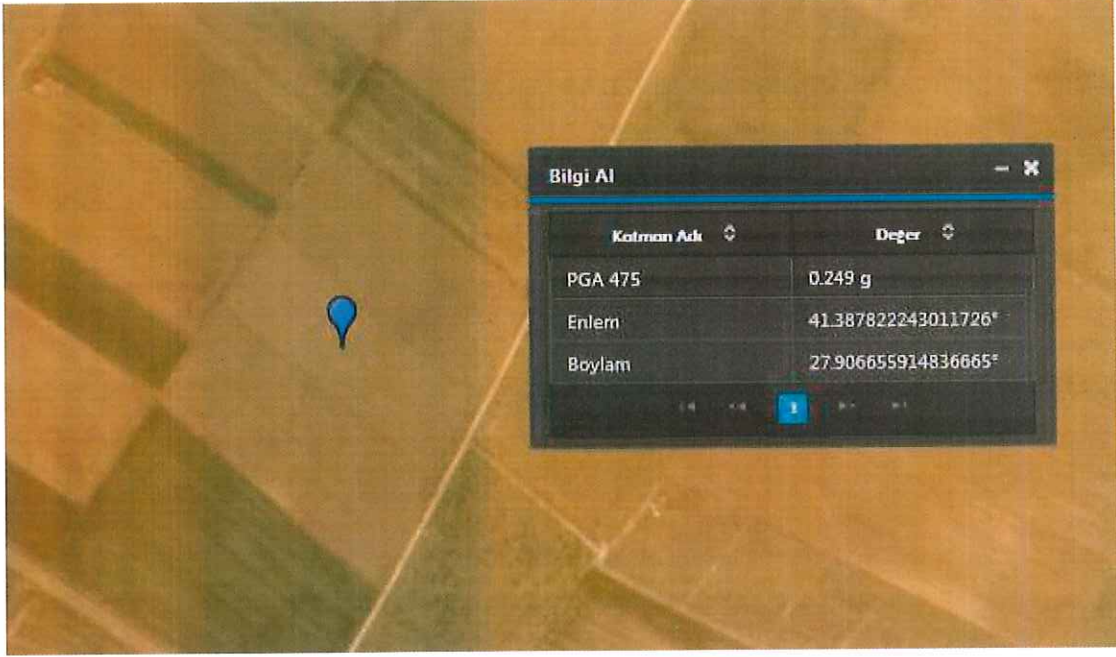 Bilgi Al
Katman Adı Değer
PGA 475 0.249 g
Enlem 41.387822243011726°
Boylam 27.906655914836665°
1